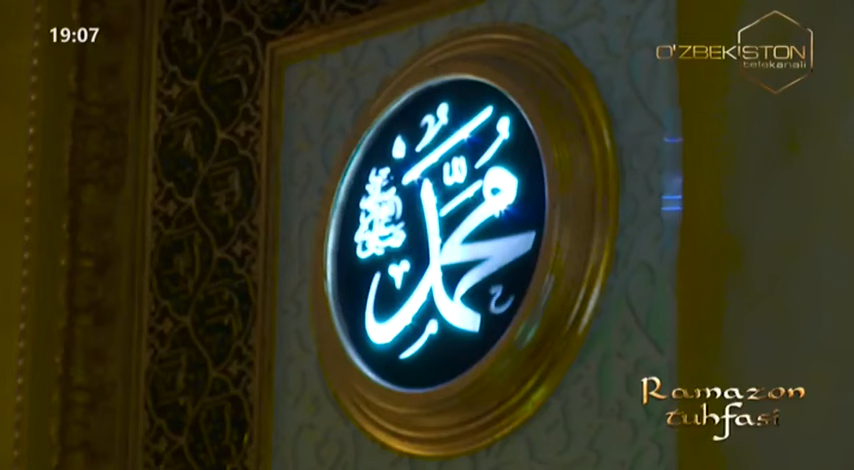 19:07
O'ZBEKISTON
telekanali
محمد
ﷺ
Ramazon
tuhfasi